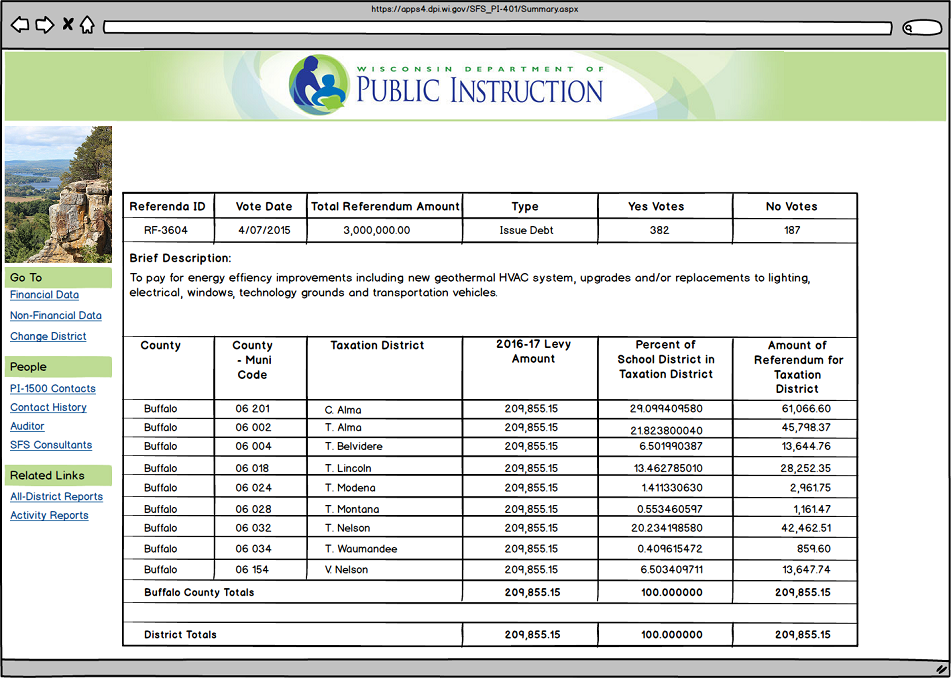 https://apps4.dpi.wi.gov/SFS_PI-401/Summary.aspx
WISCONSIN DEPARTMENT OF
PUBLIC INSTRUCTION
Go To
Financial Data
Non-Financial Data
Change District
People
PI-1500 Contacts
Contact History
Auditor
SFS Consultants
Related Links
All-District Reports
Activity Reports
Referenda ID Vote Date Total Referendum Amount Type Yes Votes No Votes
RF-3604 4/07/2015 3,000,000.00 Issue Debt 382 187
Brief Description:
To pay for energy effiency improvements including new geothermal HVAC system, upgrades and/or replacements to lighting,
electrical, windows, technology grounds and transportation vehicles.
County County - Muni Code Taxation District 2016-17 Levy Amount Percent of School District in Taxation District Amount of Referendum for Taxation District
Buffalo 06 201 C. Alma 209,855.15 29.099409580 61,066.60
Buffalo 06 002 T. Alma 209,855.15 21.823800040 45,798.37
Buffalo 06 004 T. Belvidere 209,855.15 6.501990387 13,644.76
Buffalo 06 018 T. Lincoln 209,855.15 13.462785010 28,252.35
Buffalo 06 024 T. Modena 209,855.15 1.411330630 2,961.75
Buffalo 06 028 T. Montana 209,855.15 0.553460597 1,161.47
Buffalo 06 032 T. Nelson 209,855.15 20.234198580 42,462.51
Buffalo 06 034 T. Waumandee 209,855.15 0.409615472 859.60
Buffalo 06 154 V. Nelson 209,855.15 6.503409711 13,647.74
Buffalo County Totals 209,855.15 100.000000 209,855.15
District Totals 209,855.15 100.000000 209,855.15